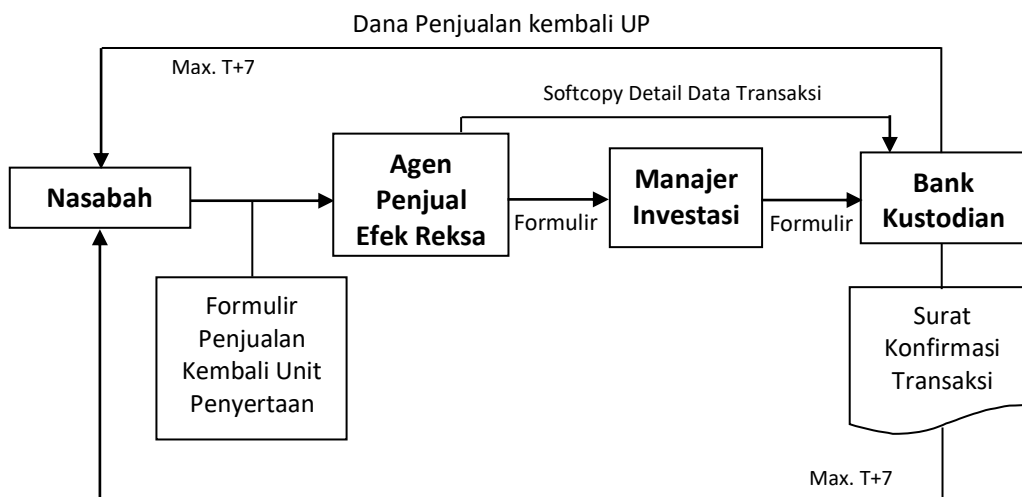 Dana Penjualan kembali UP
Max. T+7
Softcopy Detail Data Transaksi
Nasabah
Agen
Penjual
Efek Reksa
Formulir
Manajer
Investasi
Formulir
Bank
Kustodian
Formulir
Penjualan
Kembali Unit
Penyertaan
Surat
Konfirmasi
Transaksi
Max. T+7